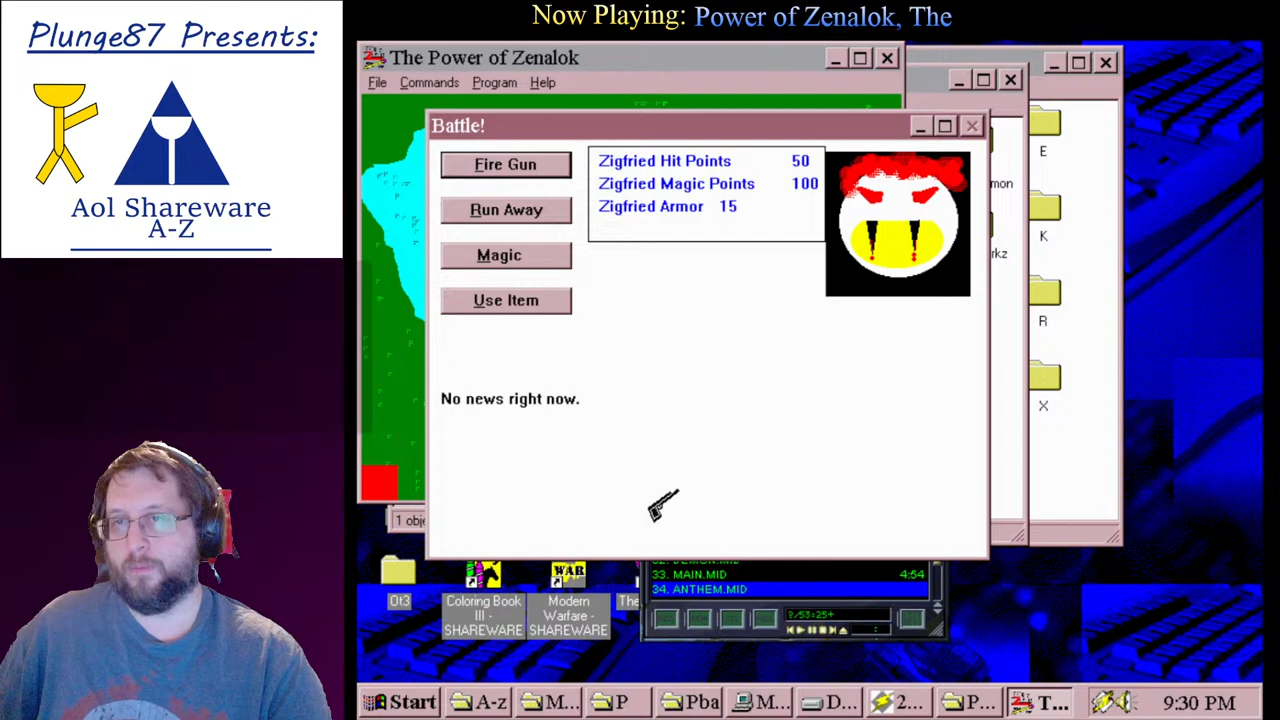 Plunge87 Presents:
Aol Shareware
A-Z
Now Playing: Power of Zenalok, The
The Power of Zenalok
File Commands Program Help
Battle!
Fire Gun
Run Away
Magic
Use Item
Zigfried Hit Points 50
Zigfried Magic Points 100
Zigfried Armor 15
No news right now.
E
K
R
X
33. MAIN.MID 4:54
34. ANTHEM.MID
Ot3
Coloring Book
III -
SHAREWARE
WAR
Modern
Warfare -
SHAREWARE
Start
A-z
M...
P
Pba
M...
D...
2...
P...
T...
9:30 PM